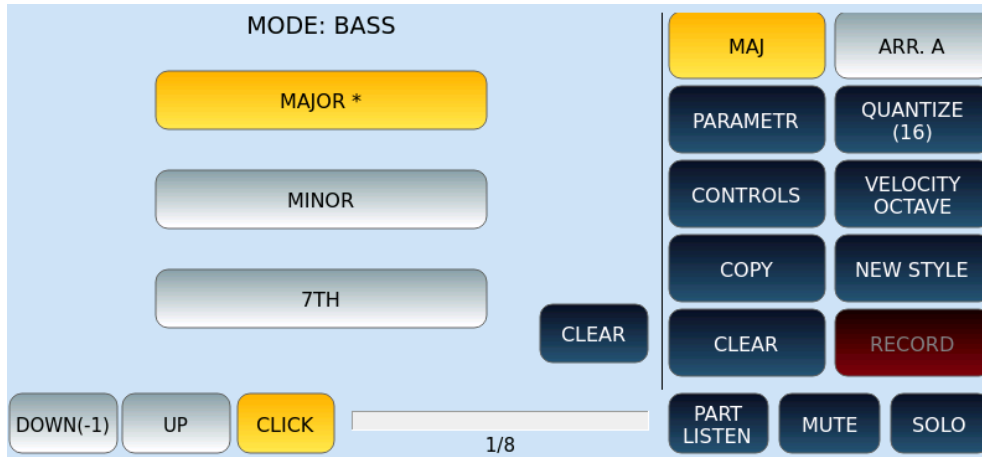 MODE: BASS
MAJOR *
MINOR
7TH
CLEAR
DOWN(-1)
UP
CLICK
1/8
MAJ
ARR. A
PARAMETR
QUANTIZE
(16)
CONTROLS
VELOCITY
OCTAVE
COPY
NEW STYLE
CLEAR
RECORD
PART
LISTEN
MUTE
SOLO